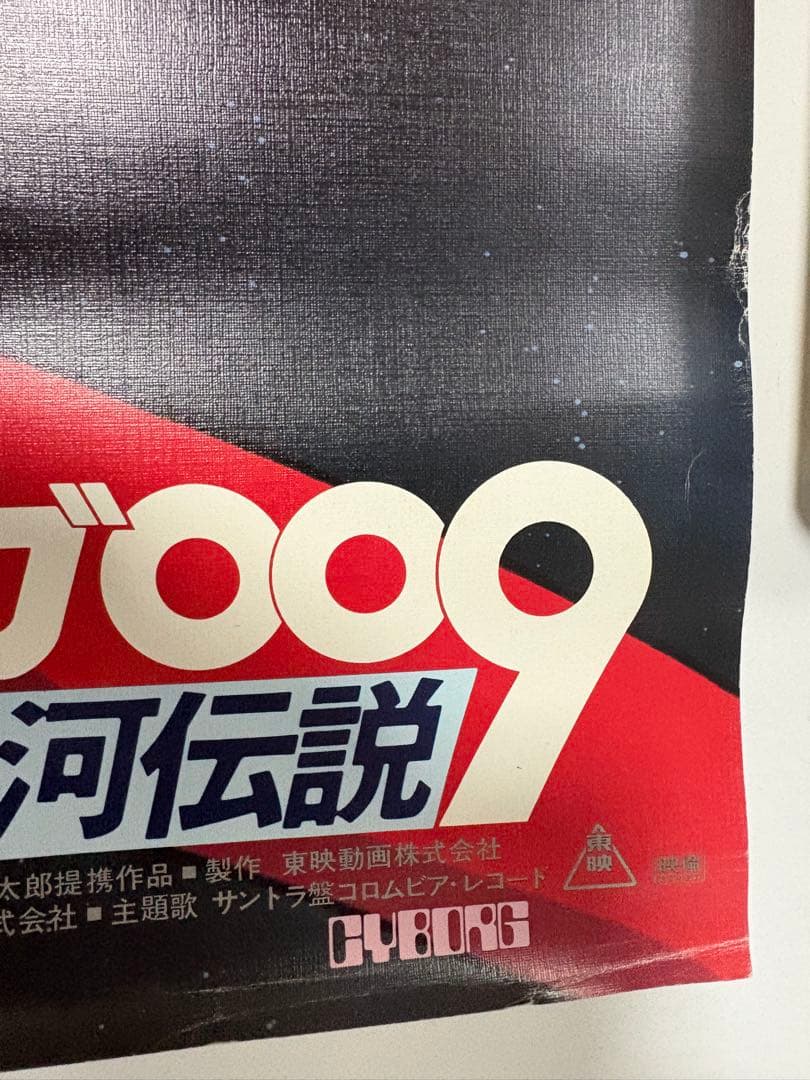 グ009
河伝説
太郎提携作品■製作 東映動画株式会社
式会社■主題歌 サントラ盤コロムビア・レコード
東映
映倫
CYBORG